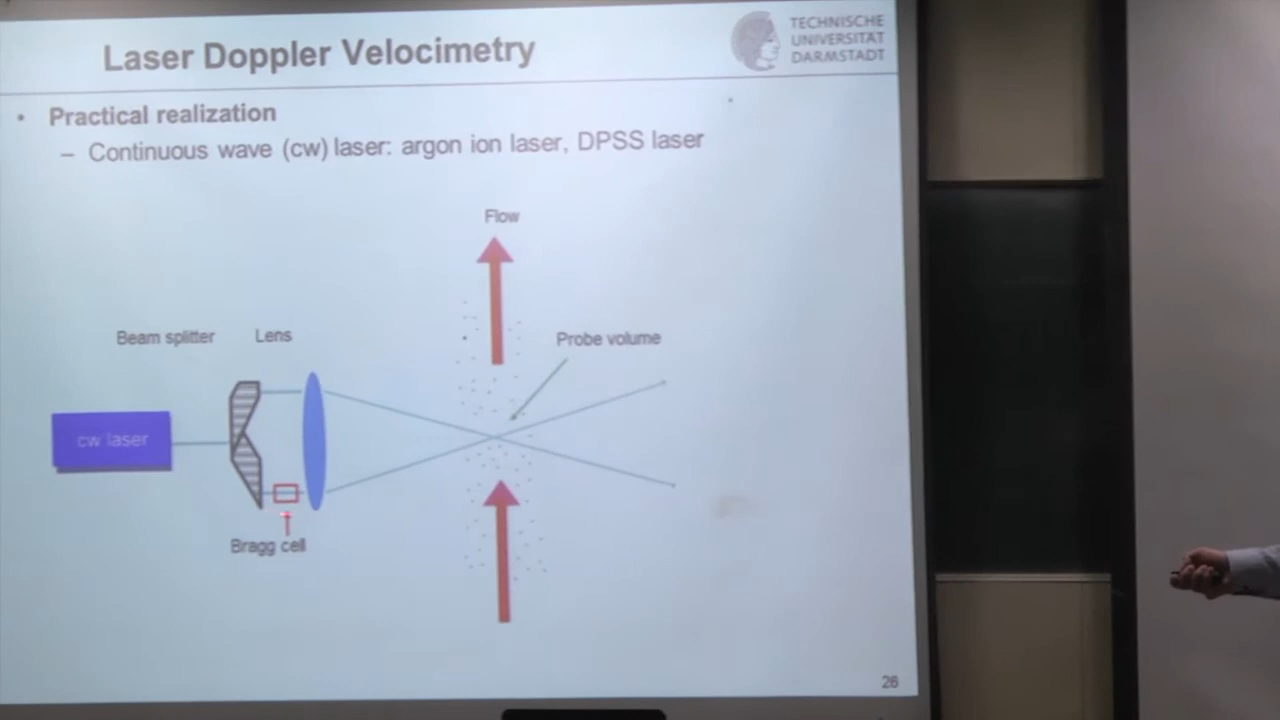 Laser Doppler Velocimetry
TECHNISCHE
UNIVERSITÄT
DARMSTADT
• Practical realization
– Continuous wave (cw) laser: argon ion laser, DPSS laser
Flow
Beam splitter
Lens
Probe volume
cw laser
Bragg cell
26